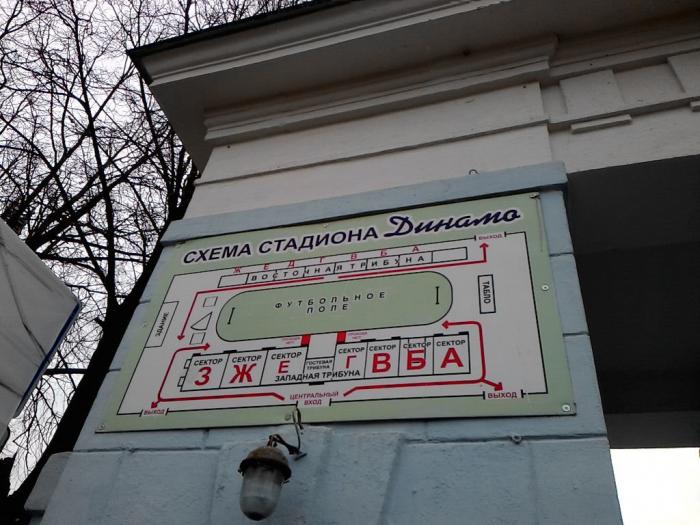 СХЕМА СТАДИОНА Динамо
ВЫХОД
Ж Е Д Г В Б А
ВОСТОЧНАЯ ТРИБУНА
ЗДАНИЕ
ФУТБОЛЬНОЕ
ПОЛЕ
ТАБЛО
СЕКТОР З
СЕКТОР Ж
СЕКТОР Е
ГОСТЕВАЯ
ТРИБУНА
СЕКТОР Г
СЕКТОР В
СЕКТОР Б
СЕКТОР А
ЗАПАДНАЯ ТРИБУНА
ВЫХОД
ЦЕНТРАЛЬНЫЙ
ВХОД
ВЫХОД